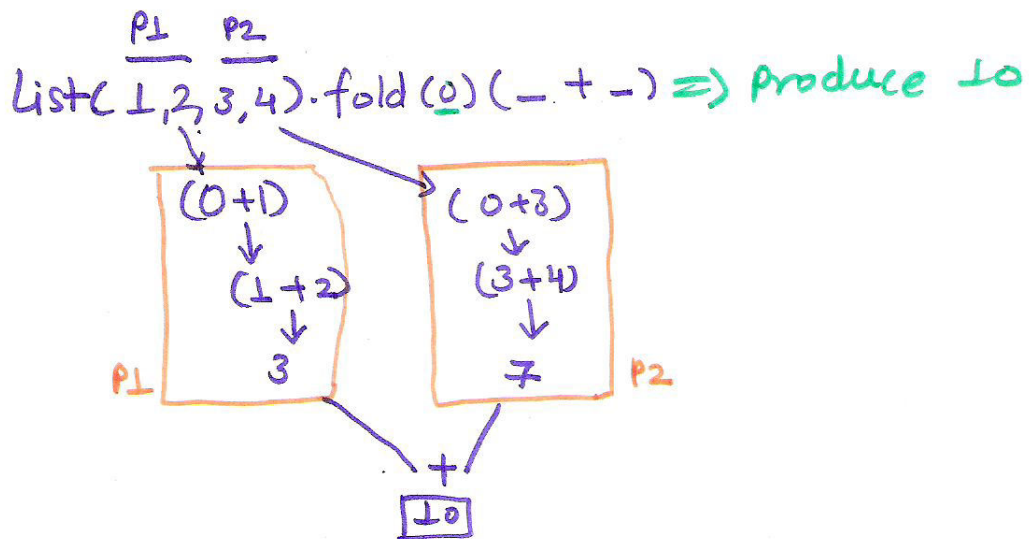 P1 P2
List( 1,2,3,4).fold(0)(_ + _) => Produce 10
(0+1) (0+3)
(1+2) (3+4)
3 7
P1 P2
+
10